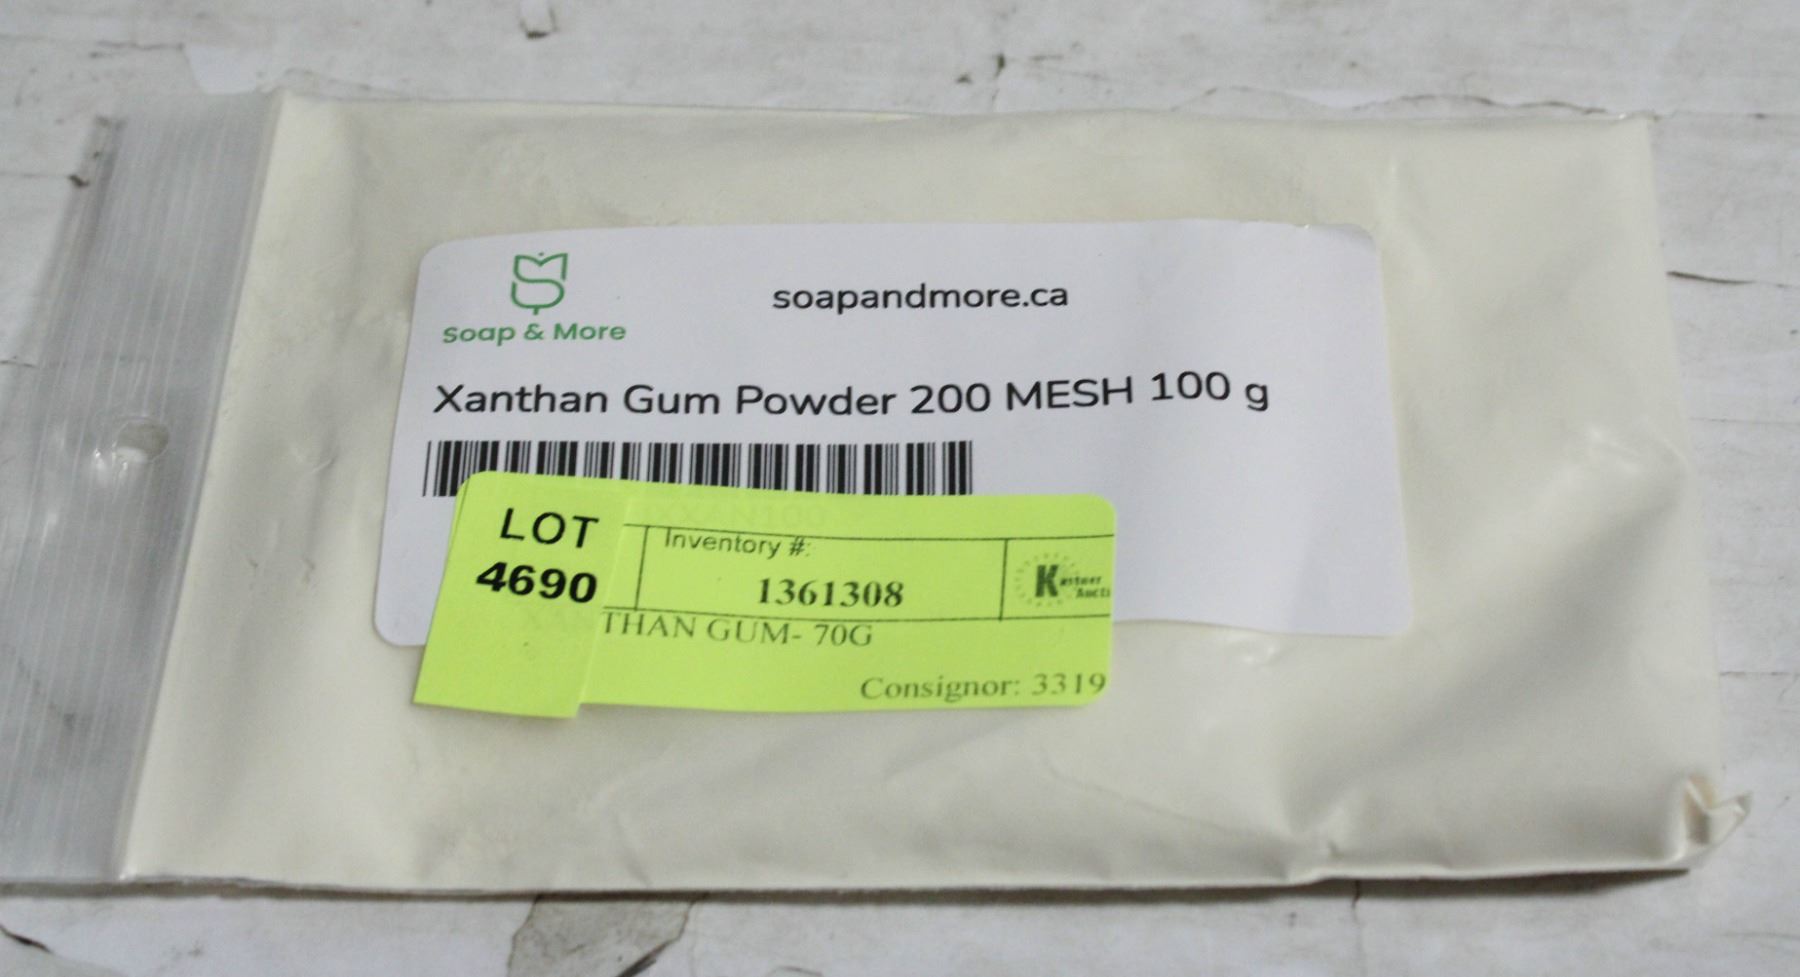 Soap & More
soapandmore.ca
Xanthan Gum Powder 200 MESH 100 g
LOT
4690
Inventory #:
1361308
THAN GUM- 70G
Consignor: 3319